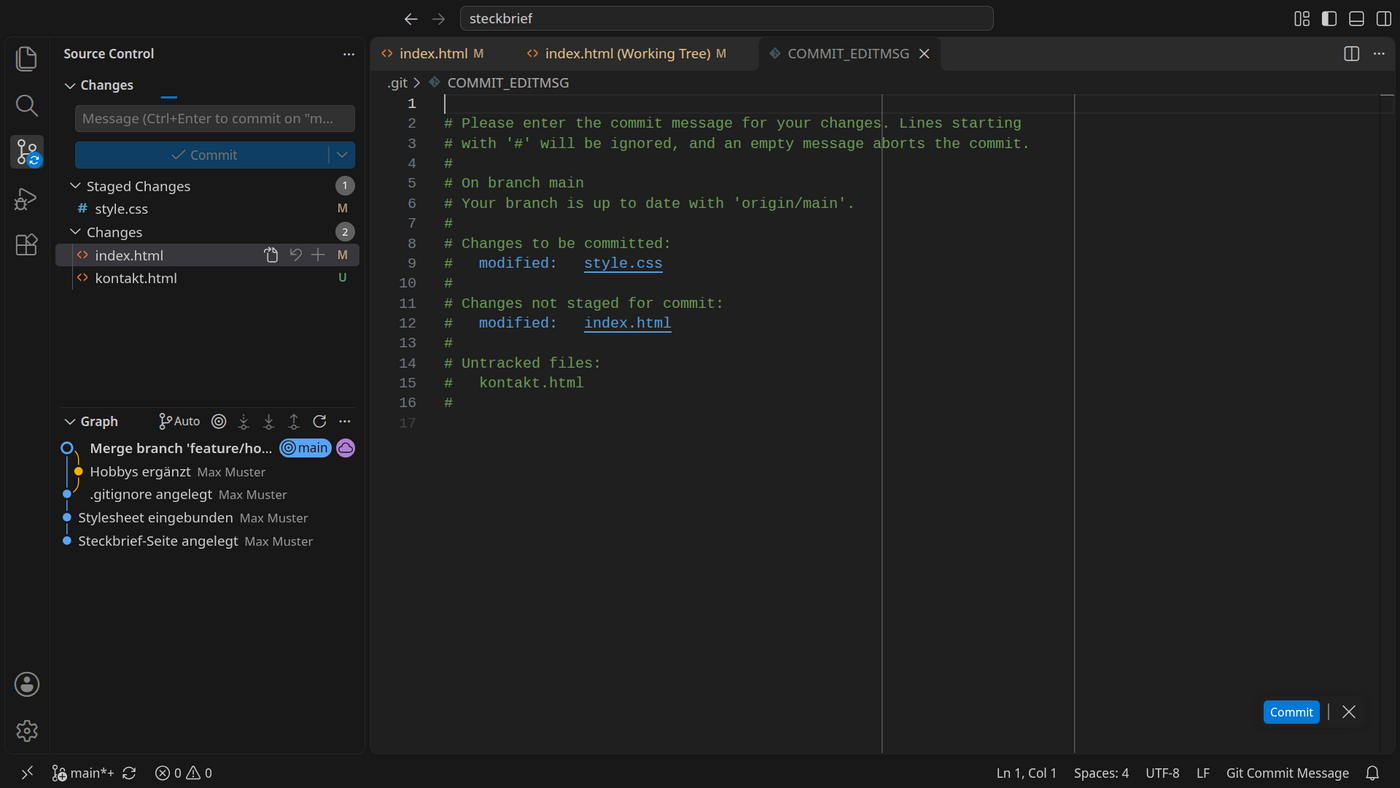 steckbrief
Source Control
Changes
Message (Ctrl+Enter to commit on "m...
Commit
Staged Changes 1
# style.css M
Changes 2
index.html M
kontakt.html U
Graph Auto
Merge branch 'feature/ho... main
Hobbys ergänzt Max Muster
.gitignore angelegt Max Muster
Stylesheet eingebunden Max Muster
Steckbrief-Seite angelegt Max Muster
index.html M index.html (Working Tree) M COMMIT_EDITMSG
.git > COMMIT_EDITMSG
1
2 # Please enter the commit message for your changes. Lines starting
3 # with '#' will be ignored, and an empty message aborts the commit.
4 #
5 # On branch main
6 # Your branch is up to date with 'origin/main'.
7 #
8 # Changes to be committed:
9 # modified: style.css
10 #
11 # Changes not staged for commit:
12 # modified: index.html
13 #
14 # Untracked files:
15 # kontakt.html
16 #
17
Commit
main*+ 0 0 Ln 1, Col 1 Spaces: 4 UTF-8 LF Git Commit Message